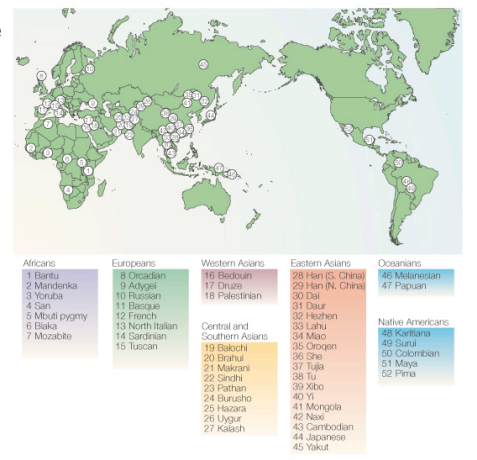 Africans
1 Bantu
2 Mandenka
3 Yoruba
4 San
5 Mbuti pygmy
6 Biaka
7 Mozabite
Europeans
8 Orcadian
9 Adygei
10 Russian
11 Basque
12 French
13 North Italian
14 Sardinian
15 Tuscan
Western Asians
16 Bedouin
17 Druze
18 Palestinian
Central and
Southern Asians
19 Balochi
20 Brahui
21 Makrani
22 Sindhi
23 Pathan
24 Burusho
25 Hazara
26 Uygur
27 Kalash
Eastern Asians
28 Han (S. China)
29 Han (N. China)
30 Dai
31 Daur
32 Hezhen
33 Lahu
34 Miao
35 Oroqen
36 She
37 Tujia
38 Tu
39 Xibo
40 Yi
41 Mongola
42 Naxi
43 Cambodian
44 Japanese
45 Yakut
Oceanians
46 Melanesian
47 Papuan
Native Americans
48 Karitiana
49 Surui
50 Colombian
51 Maya
52 Pima